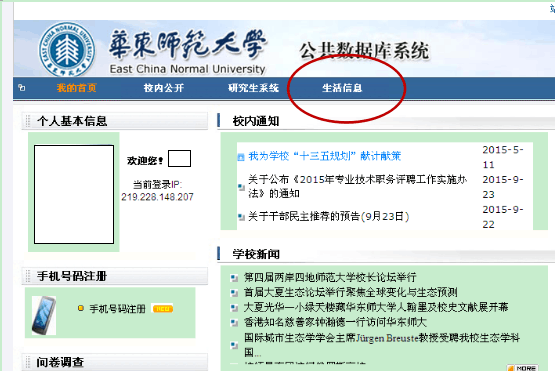 華東師範大學
公共数据库系统
East China Normal University
我的首页
校内公开
研究生系统
生活信息
个人基本信息
欢迎您!
当前登录IP:
219.228.148.207
手机号码注册
手机号码注册
问卷调查
校内通知
我为学校“十三五规划”献计献策 2015-5-
11
关于公布《2015年专业技术职务评聘工作实施办 2015-9-
法》的通知 23
关于干部民主推荐的预告(9月23日) 2015-9-
22
学校新闻
第四届两岸四地师范大学校长论坛举行
首届大夏生态论坛举行聚焦全球变化与生态预测
大夏光华一小绿天楼藏华东师大学人翰墨及校史文献展开幕
香港知名慈善家钟瀚德一行访问华东师大
国际城市生态学学会主席Jürgen Breuste教授受聘我校生态学科
国...
MORE